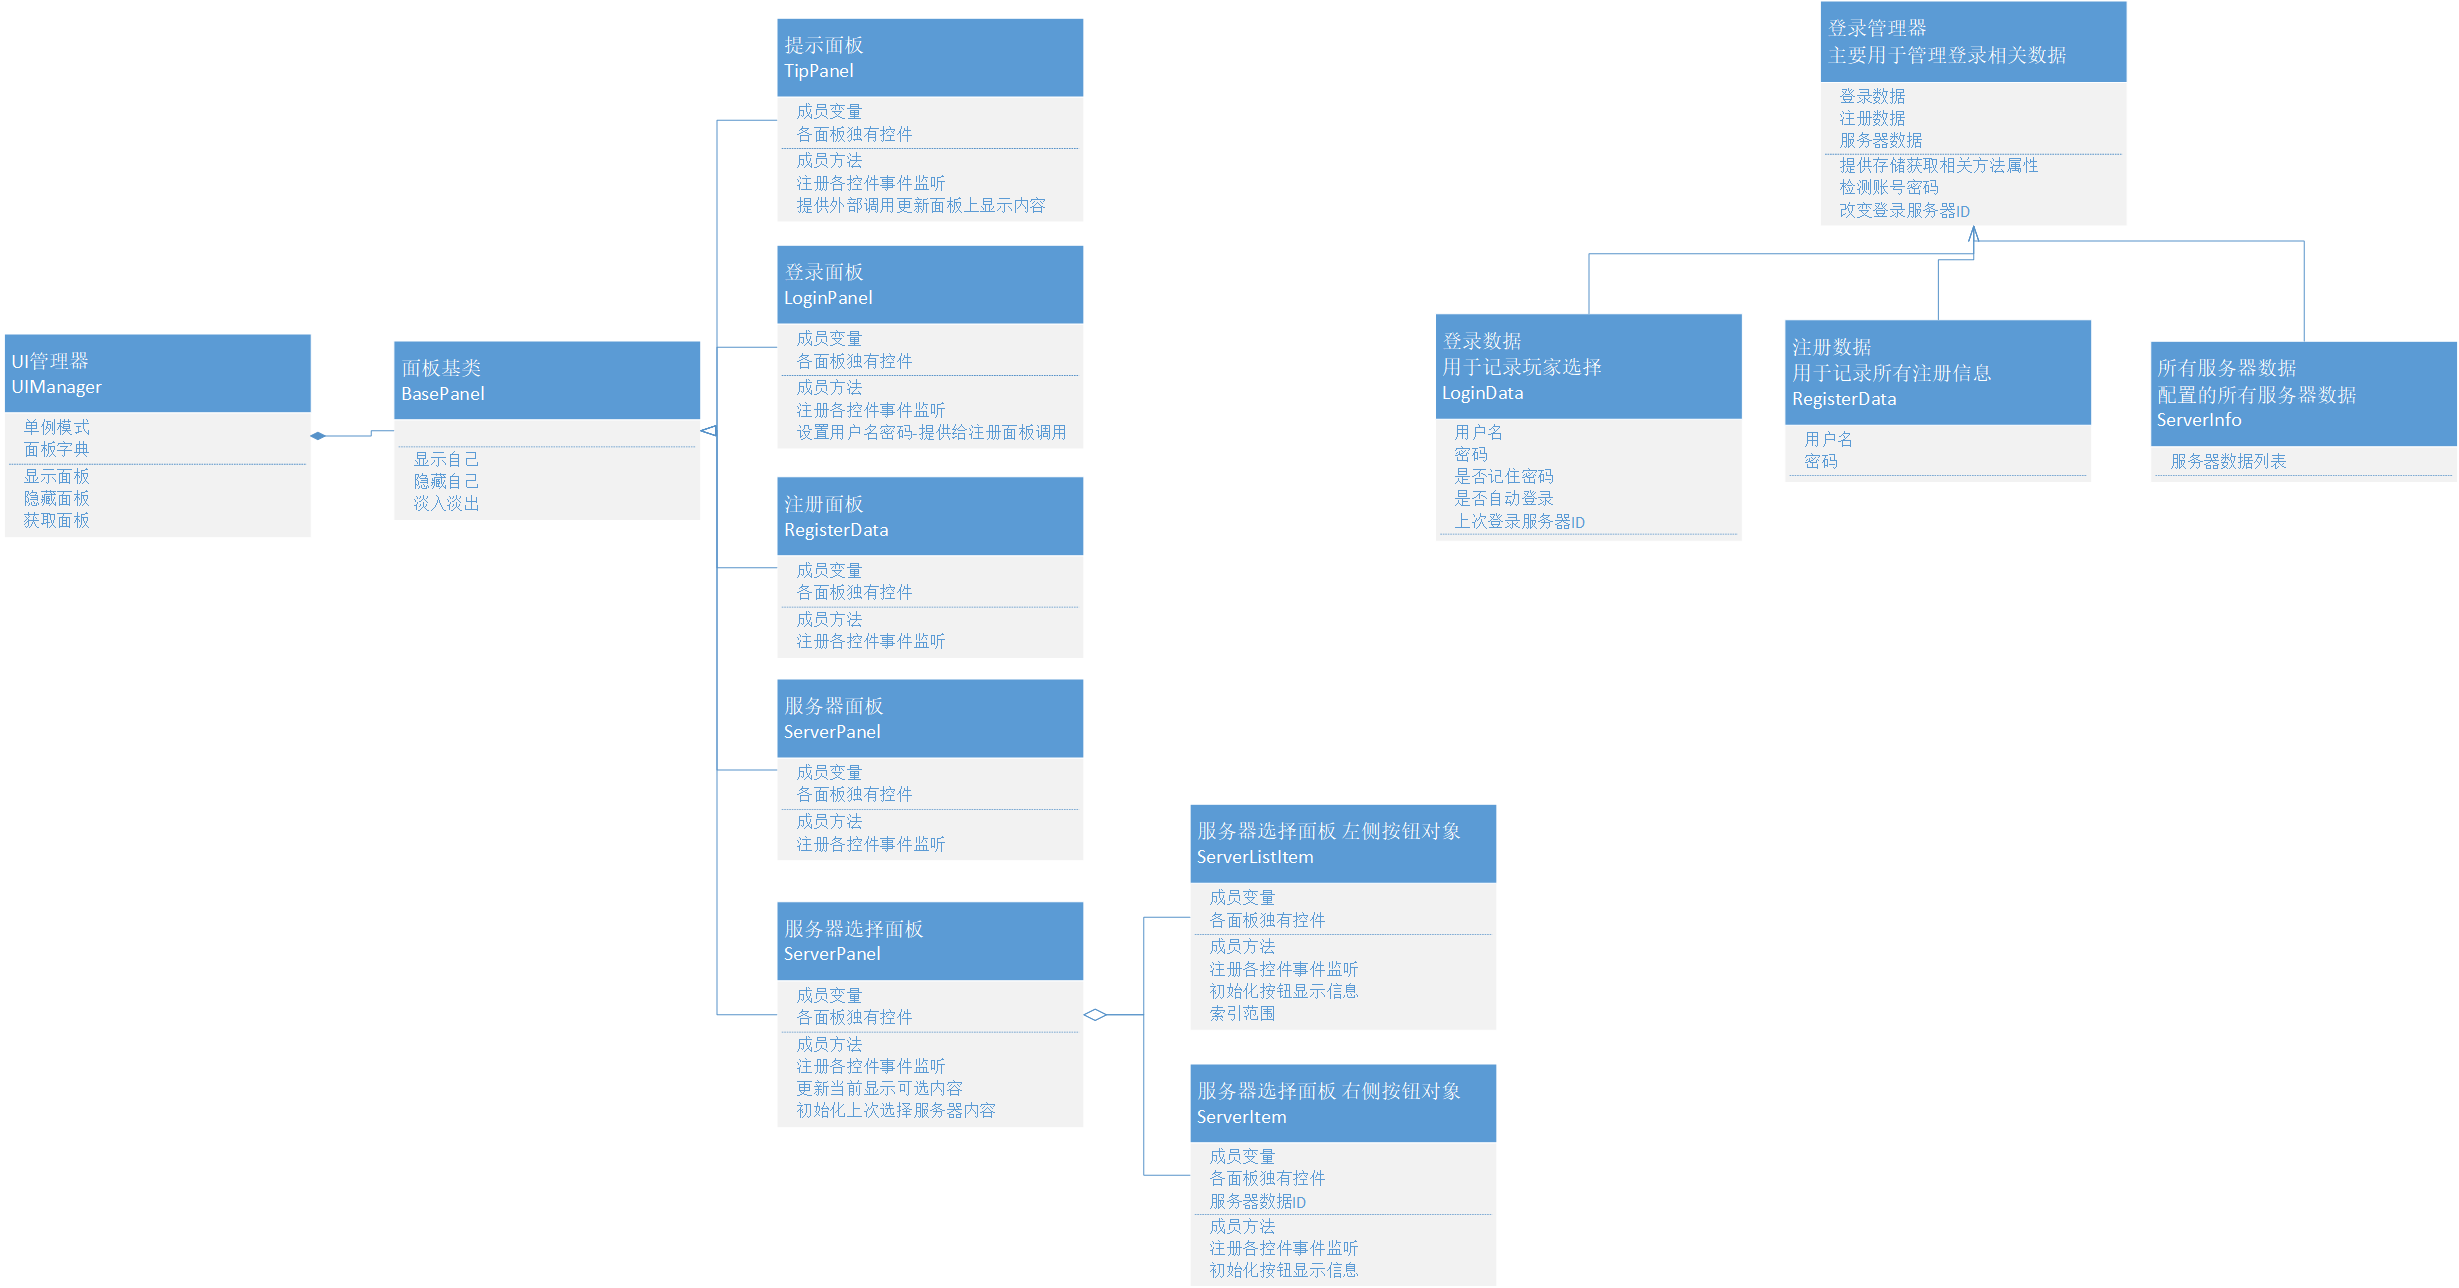 提示面板
TipPanel
成员变量
各面板独有控件
成员方法
注册各控件事件监听
提供外部调用更新面板上显示内容
登录面板
LoginPanel
成员变量
各面板独有控件
成员方法
注册各控件事件监听
设置用户名密码-提供给注册面板调用
UI管理器
UIManager
单例模式
面板字典
显示面板
隐藏面板
获取面板
面板基类
BasePanel
显示自己
隐藏自己
淡入淡出
注册面板
RegisterData
成员变量
各面板独有控件
成员方法
注册各控件事件监听
服务器面板
ServerPanel
成员变量
各面板独有控件
成员方法
注册各控件事件监听
服务器选择面板
ServerPanel
成员变量
各面板独有控件
成员方法
注册各控件事件监听
更新当前显示可选内容
初始化上次选择服务器内容
服务器选择面板 左侧按钮对象
ServerListItem
成员变量
各面板独有控件
成员方法
注册各控件事件监听
初始化按钮显示信息
索引范围
服务器选择面板 右侧按钮对象
ServerItem
成员变量
各面板独有控件
服务器数据ID
成员方法
注册各控件事件监听
初始化按钮显示信息
登录管理器
主要用于管理登录相关数据
登录数据
注册数据
服务器数据
提供存储获取相关方法属性
检测账号密码
改变登录服务器ID
登录数据
用于记录玩家选择
LoginData
用户名
密码
是否记住密码
是否自动登录
上次登录服务器ID
注册数据
用于记录所有注册信息
RegisterData
用户名
密码
所有服务器数据
配置的所有服务器数据
ServerInfo
服务器数据列表